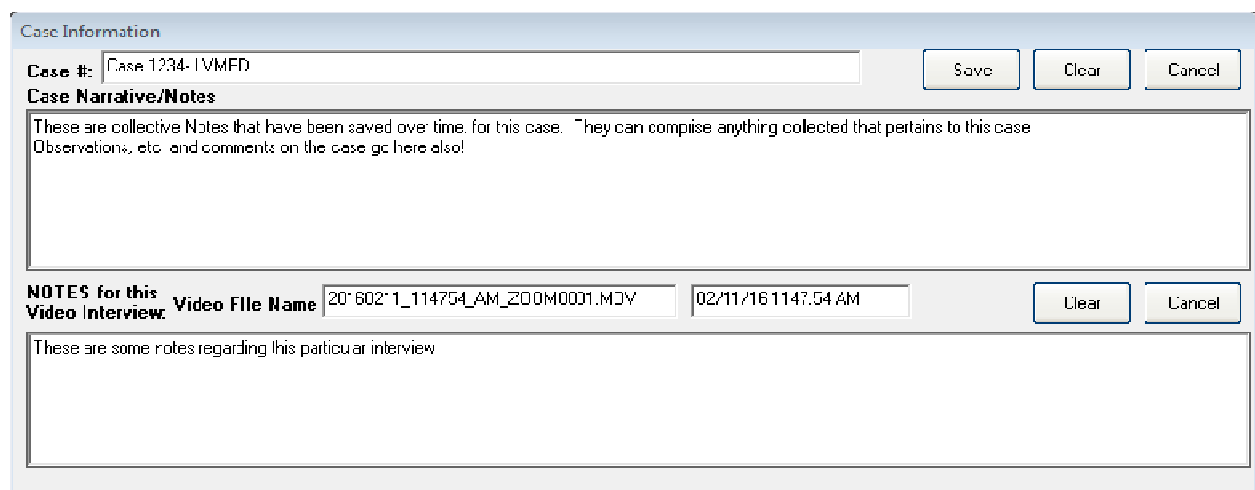 Case Information
Case #: Case 1234- LVMPD Save Clear Cancel
Case Narrative/Notes
These are collective Notes that have been saved over time, for this case. They can comprise anything collected that pertains to this case
Observations, etc. and comments on the case go here also!
NOTES for this
Video Interview: Video File Name 20160211_114754_AM_ZOOM0001.MOV 02/11/16 11:47:54 AM Clear Cancel
These are some notes regarding this particular interview